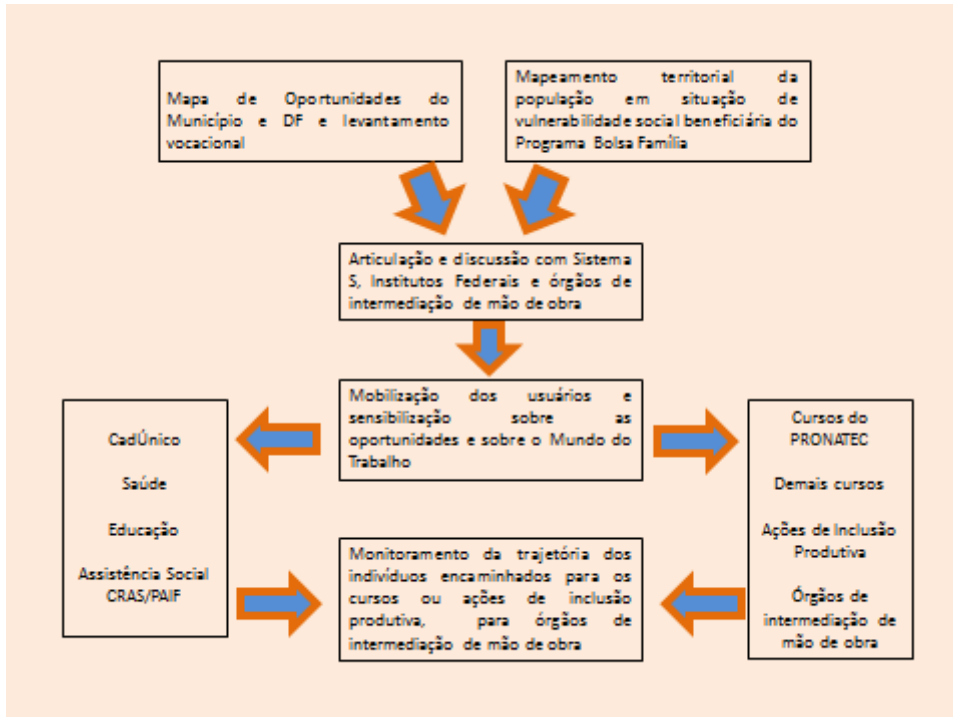 Mapa de Oportunidades do
Município e DF e levantamento
vocacional
Mapeamento territorial da
população em situação de
vulnerabilidade social beneficiária do
Programa Bolsa Família
Articulação e discussão com Sistema
S, Institutos Federais e órgãos de
intermediação de mão de obra
Mobilização dos usuários e
sensibilização sobre as
oportunidades e sobre o Mundo do
Trabalho
CadÚnico
Saúde
Educação
Assistência Social
CRAS/PAIF
Cursos do
PRONATEC
Demais cursos
Ações de Inclusão
Produtiva
Órgãos de
intermediação de
mão de obra
Monitoramento da trajetória dos
indivíduos encaminhados para os
cursos ou ações de inclusão
produtiva, para órgãos de
intermediação de mão de obra